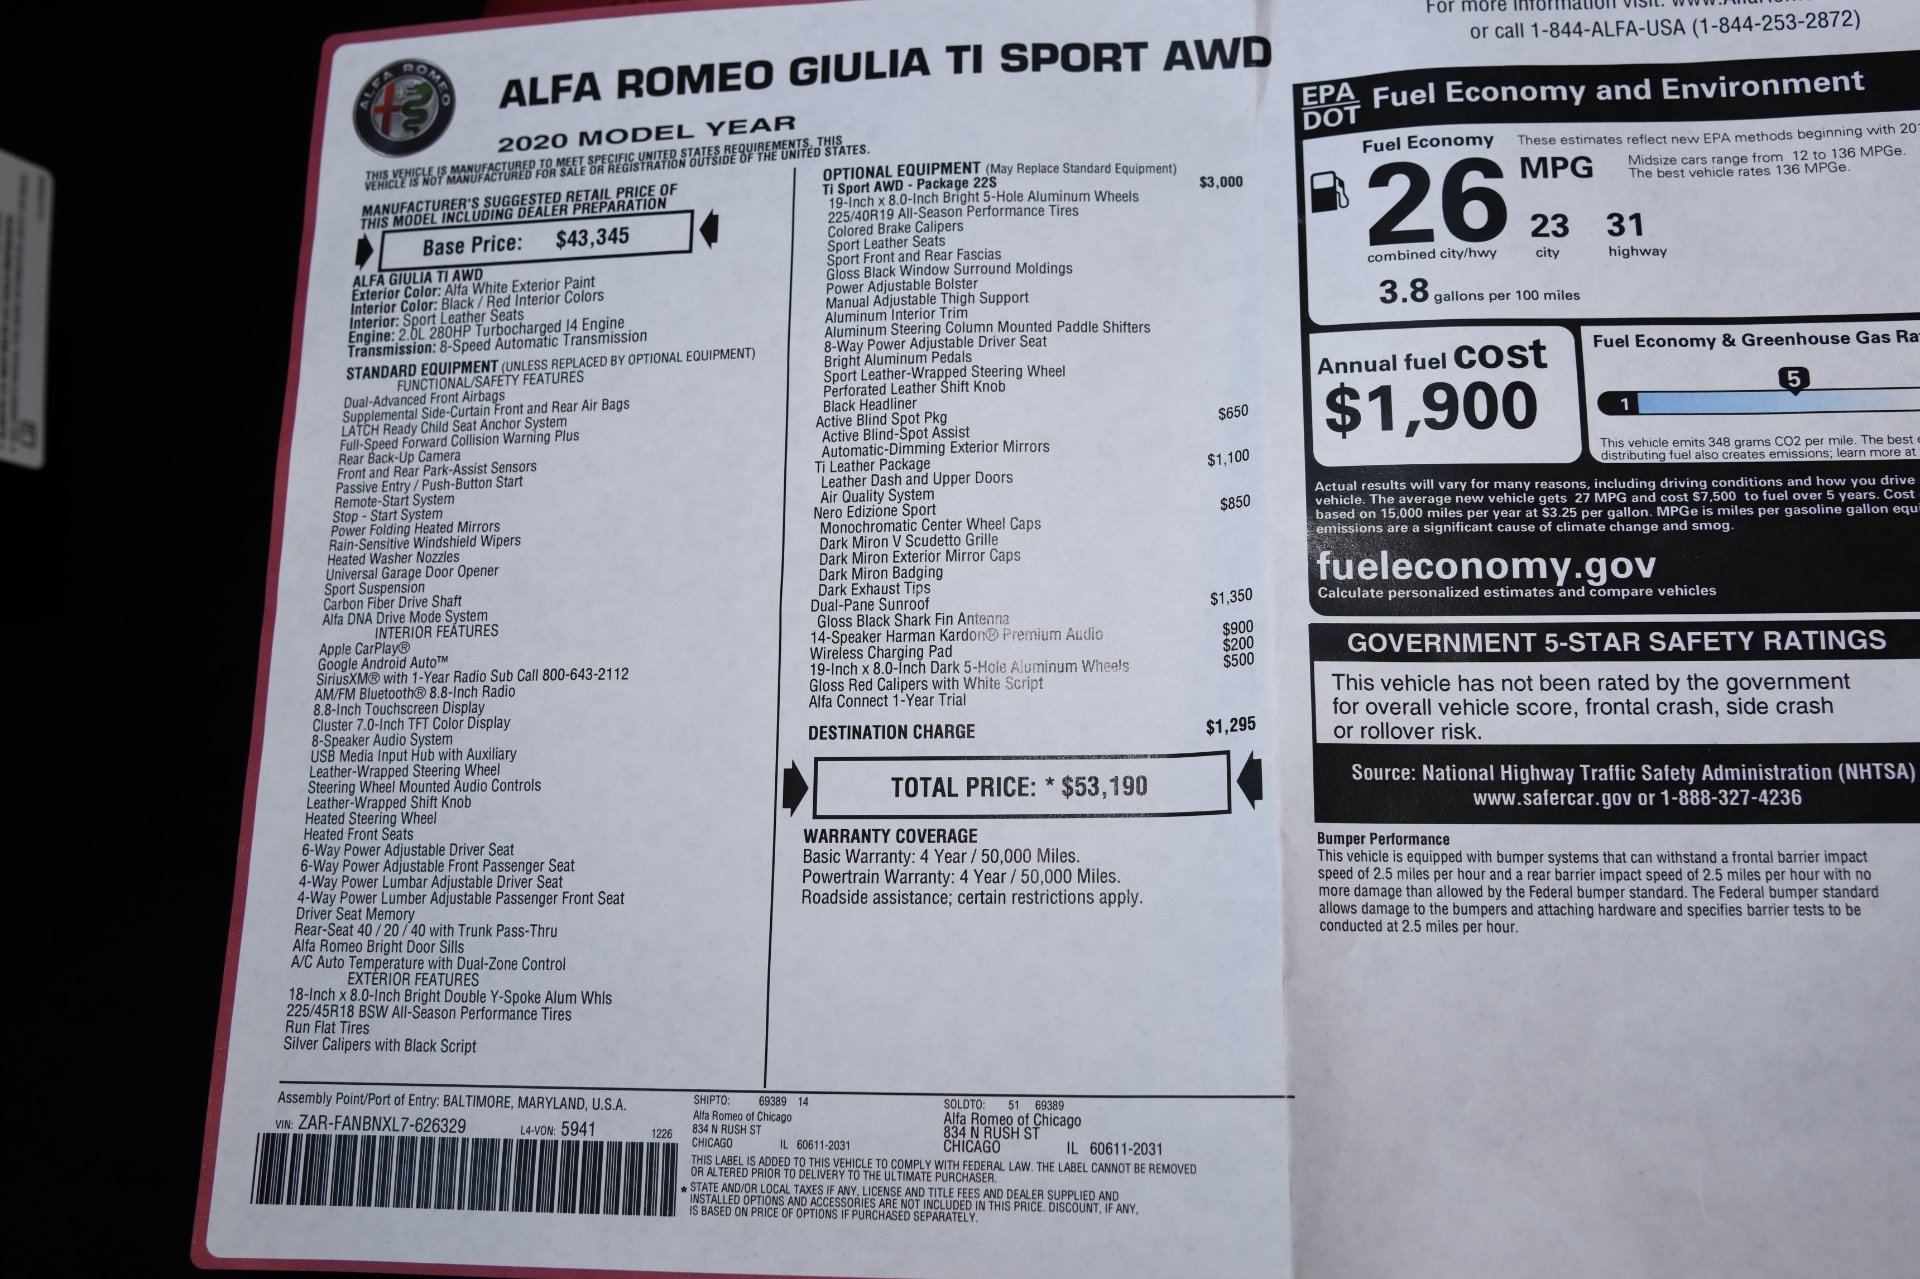 ALFA ROMEO
ALFA ROMEO GIULIA TI SPORT AWD
2020 MODEL YEAR
THIS VEHICLE IS MANUFACTURED TO MEET SPECIFIC UNITED STATES REQUIREMENTS. THIS
VEHICLE IS NOT MANUFACTURED FOR SALE OR REGISTRATION OUTSIDE OF THE UNITED STATES.
MANUFACTURER'S SUGGESTED RETAIL PRICE OF
THIS MODEL INCLUDING DEALER PREPARATION
Base Price: $43,345
ALFA GIULIA TI AWD
Exterior Color: Alfa White Exterior Paint
Interior Color: Black / Red Interior Colors
Interior: Sport Leather Seats
Engine: 2.0L 280HP Turbocharged I4 Engine
Transmission: 8-Speed Automatic Transmission
STANDARD EQUIPMENT (UNLESS REPLACED BY OPTIONAL EQUIPMENT)
FUNCTIONAL/SAFETY FEATURES
Dual-Advanced Front Airbags
Supplemental Side-Curtain Front and Rear Air Bags
LATCH Ready Child Seat Anchor System
Full-Speed Forward Collision Warning Plus
Rear Back-Up Camera
Front and Rear Park-Assist Sensors
Passive Entry / Push-Button Start
Remote-Start System
Stop - Start System
Power Folding Heated Mirrors
Rain-Sensitive Windshield Wipers
Heated Washer Nozzles
Universal Garage Door Opener
Sport Suspension
Carbon Fiber Drive Shaft
Alfa DNA Drive Mode System
INTERIOR FEATURES
Apple CarPlay®
Google Android Auto™
SiriusXM® with 1-Year Radio Sub Call 800-643-2112
AM/FM Bluetooth® 8.8-Inch Radio
8.8-Inch Touchscreen Display
Cluster 7.0-Inch TFT Color Display
8-Speaker Audio System
USB Media Input Hub with Auxiliary
Leather-Wrapped Steering Wheel
Steering Wheel Mounted Audio Controls
Leather-Wrapped Shift Knob
Heated Steering Wheel
Heated Front Seats
6-Way Power Adjustable Driver Seat
6-Way Power Adjustable Front Passenger Seat
4-Way Power Lumbar Adjustable Driver Seat
4-Way Power Lumber Adjustable Passenger Front Seat
Driver Seat Memory
Rear-Seat 40 / 20 / 40 with Trunk Pass-Thru
Alfa Romeo Bright Door Sills
A/C Auto Temperature with Dual-Zone Control
EXTERIOR FEATURES
18-Inch x 8.0-Inch Bright Double Y-Spoke Alum Whls
225/45R18 BSW All-Season Performance Tires
Run Flat Tires
Silver Calipers with Black Script
OPTIONAL EQUIPMENT (May Replace Standard Equipment)
Ti Sport AWD - Package 22S $3,000
19-Inch x 8.0-Inch Bright 5-Hole Aluminum Wheels
225/40R19 All-Season Performance Tires
Colored Brake Calipers
Sport Leather Seats
Sport Front and Rear Fascias
Gloss Black Window Surround Moldings
Power Adjustable Bolster
Manual Adjustable Thigh Support
Aluminum Interior Trim
Aluminum Steering Column Mounted Paddle Shifters
8-Way Power Adjustable Driver Seat
Bright Aluminum Pedals
Sport Leather-Wrapped Steering Wheel
Perforated Leather Shift Knob
Black Headliner
Active Blind Spot Pkg $650
Active Blind-Spot Assist
Automatic-Dimming Exterior Mirrors
Ti Leather Package $1,100
Leather Dash and Upper Doors
Air Quality System
Nero Edizione Sport $850
Monochromatic Center Wheel Caps
Dark Miron V Scudetto Grille
Dark Miron Exterior Mirror Caps
Dark Miron Badging
Dark Exhaust Tips
Dual-Pane Sunroof $1,350
Gloss Black Shark Fin Antenna
14-Speaker Harman Kardon® Premium Audio $900
Wireless Charging Pad $200
19-Inch x 8.0-Inch Dark 5-Hole Aluminum Wheels $500
Gloss Red Calipers with White Script
Alfa Connect 1-Year Trial
DESTINATION CHARGE $1,295
TOTAL PRICE: * $53,190
WARRANTY COVERAGE
Basic Warranty: 4 Year / 50,000 Miles.
Powertrain Warranty: 4 Year / 50,000 Miles.
Roadside assistance; certain restrictions apply.
Assembly Point/Port of Entry: BALTIMORE, MARYLAND, U.S.A.
VIN: ZAR-FANBNXL7-626329 L4-VON: 5941 1226
SHIPTO: 69389 14
Alfa Romeo of Chicago
834 N RUSH ST
CHICAGO IL 60611-2031
SOLDTO: 51 69389
Alfa Romeo of Chicago
834 N RUSH ST
CHICAGO IL 60611-2031
THIS LABEL IS ADDED TO THIS VEHICLE TO COMPLY WITH FEDERAL LAW. THE LABEL CANNOT BE REMOVED
OR ALTERED PRIOR TO DELIVERY TO THE ULTIMATE PURCHASER.
* STATE AND/OR LOCAL TAXES IF ANY, LICENSE AND TITLE FEES AND DEALER SUPPLIED AND
INSTALLED OPTIONS AND ACCESSORIES ARE NOT INCLUDED IN THIS PRICE. DISCOUNT, IF ANY,
IS BASED ON PRICE OF OPTIONS IF PURCHASED SEPARATELY.
For more information visit: www.
or call 1-844-ALFA-USA (1-844-253-2872)
EPA DOT Fuel Economy and Environment
Fuel Economy
These estimates reflect new EPA methods beginning with 201
Midsize cars range from 12 to 136 MPGe.
The best vehicle rates 136 MPGe.
26 MPG
23 31
combined city/hwy city highway
3.8 gallons per 100 miles
Annual fuel cost
$1,900
Fuel Economy & Greenhouse Gas Ra
5
1
This vehicle emits 348 grams CO2 per mile. The best
distributing fuel also creates emissions; learn more at
Actual results will vary for many reasons, including driving conditions and how you drive
vehicle. The average new vehicle gets 27 MPG and cost $7,500 to fuel over 5 years. Cost
based on 15,000 miles per year at $3.25 per gallon. MPGe is miles per gasoline gallon equi
emissions are a significant cause of climate change and smog.
fueleconomy.gov
Calculate personalized estimates and compare vehicles
GOVERNMENT 5-STAR SAFETY RATINGS
This vehicle has not been rated by the government
for overall vehicle score, frontal crash, side crash
or rollover risk.
Source: National Highway Traffic Safety Administration (NHTSA)
www.safercar.gov or 1-888-327-4236
Bumper Performance
This vehicle is equipped with bumper systems that can withstand a frontal barrier impact
speed of 2.5 miles per hour and a rear barrier impact speed of 2.5 miles per hour with no
more damage than allowed by the Federal bumper standard. The Federal bumper standard
allows damage to the bumpers and attaching hardware and specifies barrier tests to be
conducted at 2.5 miles per hour.